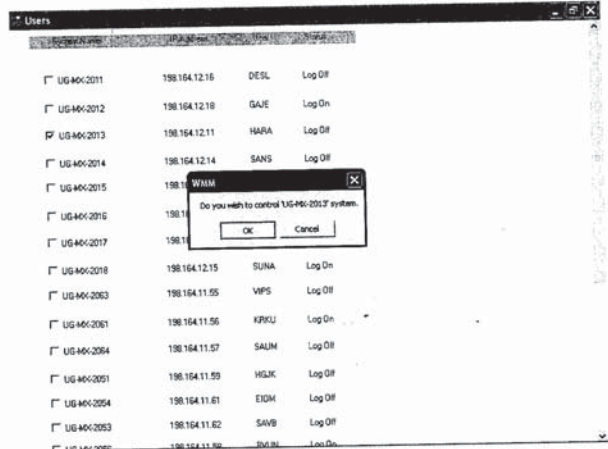 Users
UG-MX-2011 198.164.12.16 DESL Log Off
UG-MX-2012 198.164.12.18 GAJE Log On
UG-MX-2013 198.164.12.11 HARA Log Off
UG-MX-2014 198.164.12.14 SANS Log Off
UG-MX-2015
WMM
Do you wish to control 'UG-MX-2013' system.
UG-MX-2016
OK Cancel
UG-MX-2017
UG-MX-2018 198.164.12.15 SUNA Log On
UG-MX-2063 198.164.11.55 VIPS Log Off
UG-MX-2061 198.164.11.56 KRKU Log On
UG-MX-2064 198.164.11.57 SAUM Log Off
UG-MX-2051 198.164.11.59 HGJK Log Off
UG-MX-2054 198.164.11.61 EIOM Log Off
UG-MX-2053 198.164.11.62 SAVB Log Off